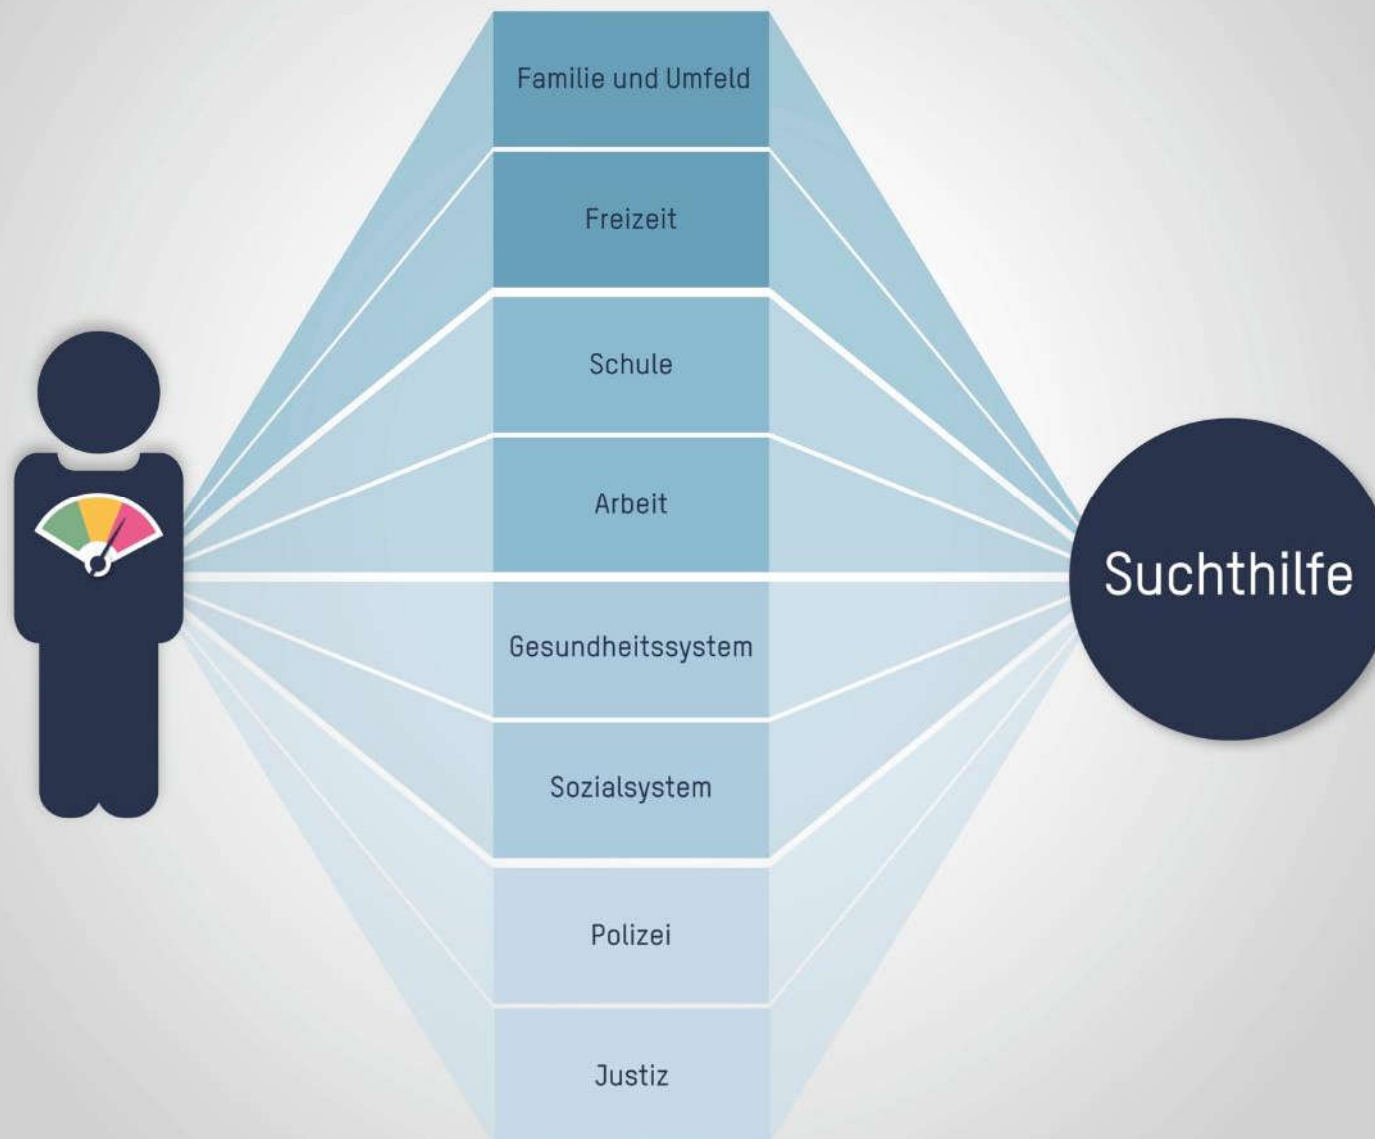 Familie und Umfeld
Freizeit
Schule
Arbeit
Suchthilfe
Gesundheitssystem
Sozialsystem
Polizei
Justiz